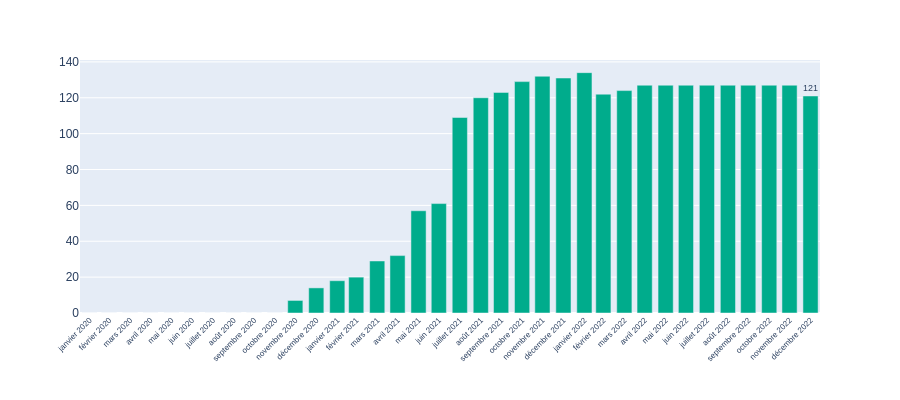 140
120
100
80
60
40
20
0
121
janvier 2020
février 2020
mars 2020
avril 2020
mai 2020
juin 2020
juillet 2020
août 2020
septembre 2020
octobre 2020
novembre 2020
décembre 2020
janvier 2021
février 2021
mars 2021
avril 2021
mai 2021
juin 2021
juillet 2021
août 2021
septembre 2021
octobre 2021
novembre 2021
décembre 2021
janvier 2022
février 2022
mars 2022
avril 2022
mai 2022
juin 2022
juillet 2022
août 2022
septembre 2022
octobre 2022
novembre 2022
décembre 2022